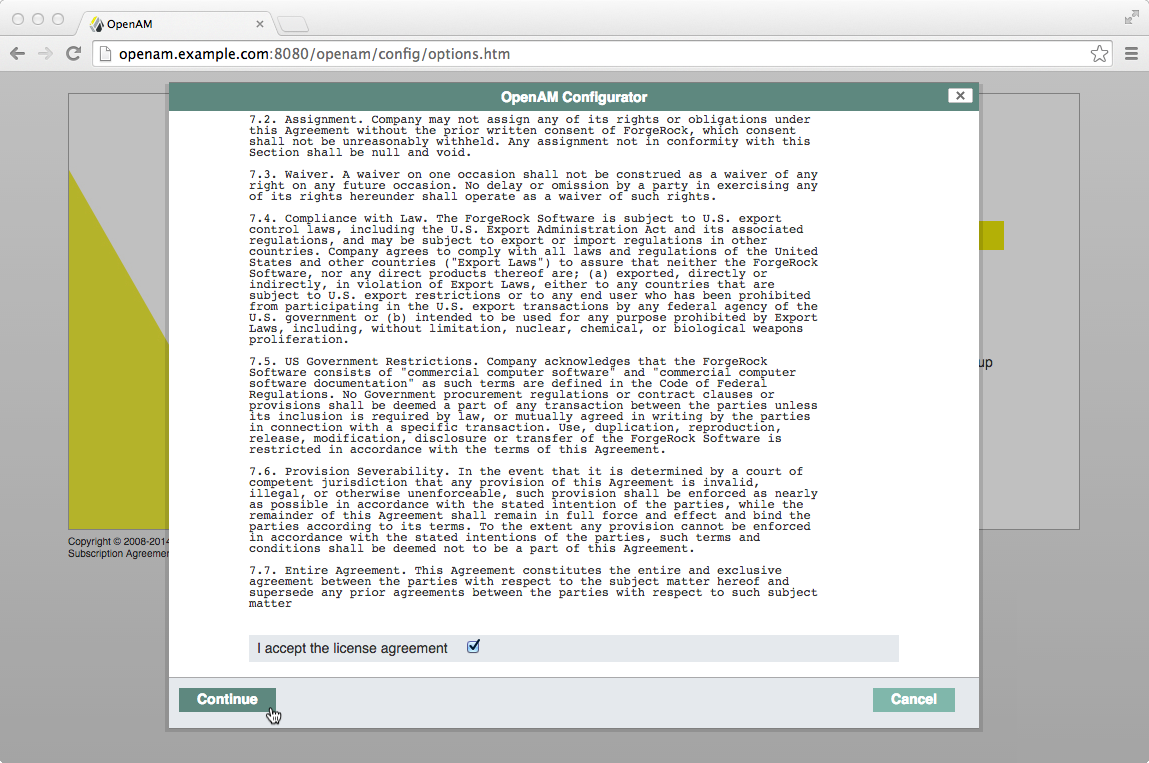 OpenAM
openam.example.com:8080/openam/config/options.htm
OpenAM Configurator
7.2. Assignment. Company may not assign any of its rights or obligations under
this Agreement without the prior written consent of ForgeRock, which consent
shall not be unreasonably withheld. Any assignment not in conformity with this
Section shall be null and void.
7.3. Waiver. A waiver on one occasion shall not be construed as a waiver of any
right on any future occasion. No delay or omission by a party in exercising any
of its rights hereunder shall operate as a waiver of such rights.
7.4. Compliance with Law. The ForgeRock Software is subject to U.S. export
control laws, including the U.S. Export Administration Act and its associated
regulations, and may be subject to export or import regulations in other
countries. Company agrees to comply with all laws and regulations of the United
States and other countries ("Export Laws") to assure that neither the ForgeRock
Software, nor any direct products thereof are; (a) exported, directly or
indirectly, in violation of Export Laws, either to any countries that are
subject to U.S. export restrictions or to any end user who has been prohibited
from participating in the U.S. export transactions by any federal agency of the
U.S. government or (b) intended to be used for any purpose prohibited by Export
Laws, including, without limitation, nuclear, chemical, or biological weapons
proliferation.
7.5. US Government Restrictions. Company acknowledges that the ForgeRock
Software consists of "commercial computer software" and "commercial computer
software documentation" as such terms are defined in the Code of Federal
Regulations. No Government procurement regulations or contract clauses or
provisions shall be deemed a part of any transaction between the parties unless
its inclusion is required by law, or mutually agreed in writing by the parties
in connection with a specific transaction. Use, duplication, reproduction,
release, modification, disclosure or transfer of the ForgeRock Software is
restricted in accordance with the terms of this Agreement.
7.6. Provision Severability. In the event that it is determined by a court of
competent jurisdiction that any provision of this Agreement is invalid,
illegal, or otherwise unenforceable, such provision shall be enforced as nearly
as possible in accordance with the stated intention of the parties, while the
remainder of this Agreement shall remain in full force and effect and bind the
parties according to its terms. To the extent any provision cannot be enforced
in accordance with the stated intentions of the parties, such terms and
conditions shall be deemed not to be a part of this Agreement.
7.7. Entire Agreement. This Agreement constitutes the entire and exclusive
agreement between the parties with respect to the subject matter hereof and
supersede any prior agreements between the parties with respect to such subject
matter
I accept the license agreement
Continue
Cancel
up
Copyright © 2008-2014
Subscription Agreemen